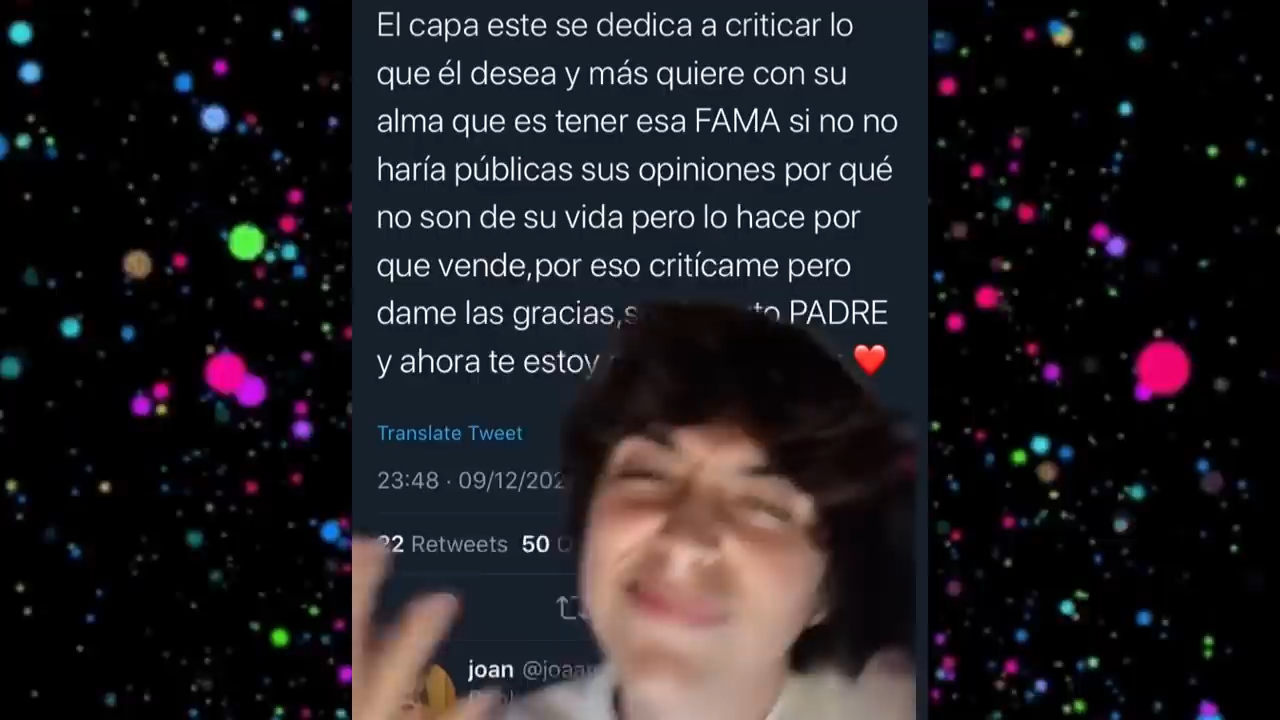 El capa este se dedica a criticar lo
que él desea y más quiere con su
alma que es tener esa FAMA si no no
haría públicas sus opiniones por qué
no son de su vida pero lo hace por
que vende,por eso critícame pero
dame las gracias, PADRE
y ahora te estoy ❤️
Translate Tweet
23:48 · 09/12/202
22 Retweets 50
joan @joaa